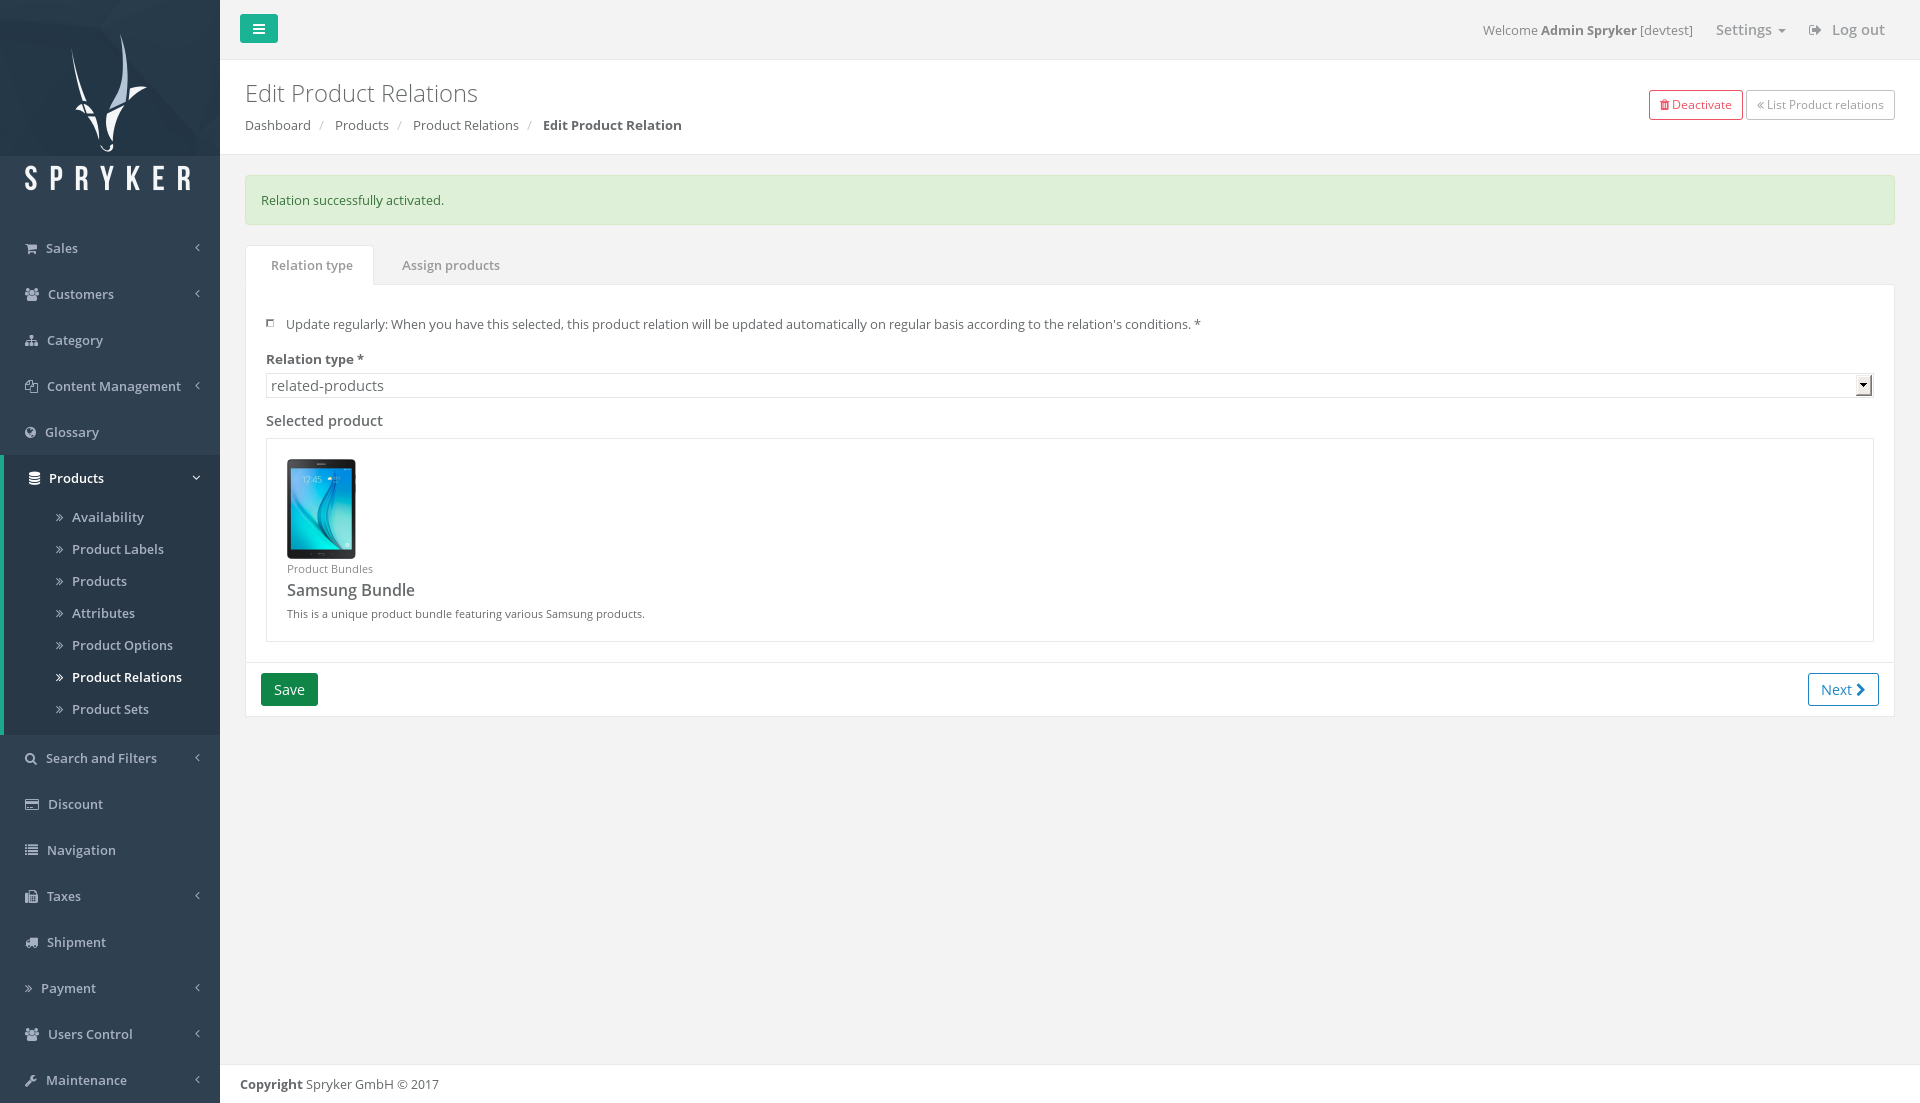 Welcome Admin Spryker [devtest]
Settings
Log out
SPRYKER
Sales
Customers
Category
Content Management
Glossary
Products
Availability
Product Labels
Products
Attributes
Product Options
Product Relations
Product Sets
Search and Filters
Discount
Navigation
Taxes
Shipment
Payment
Users Control
Maintenance
Edit Product Relations
Dashboard / Products / Product Relations / Edit Product Relation
Deactivate
« List Product relations
Relation successfully activated.
Relation type
Assign products
Update regularly: When you have this selected, this product relation will be updated automatically on regular basis according to the relation's conditions. *
Relation type *
related-products
Selected product
12:45
Product Bundles
Samsung Bundle
This is a unique product bundle featuring various Samsung products.
Save
Next
Copyright Spryker GmbH © 2017